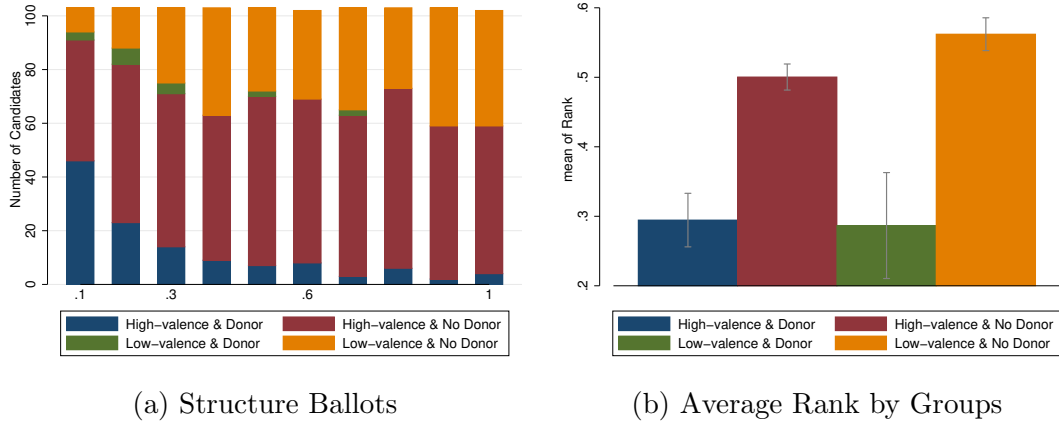 Number of Candidates
100
80
60
40
20
0
.1
.3
.6
1
High−valence & Donor
High−valence & No Donor
Low−valence & Donor
Low−valence & No Donor
(a) Structure Ballots
mean of Rank
.6
.5
.4
.3
.2
High−valence & Donor
High−valence & No Donor
Low−valence & Donor
Low−valence & No Donor
(b) Average Rank by Groups